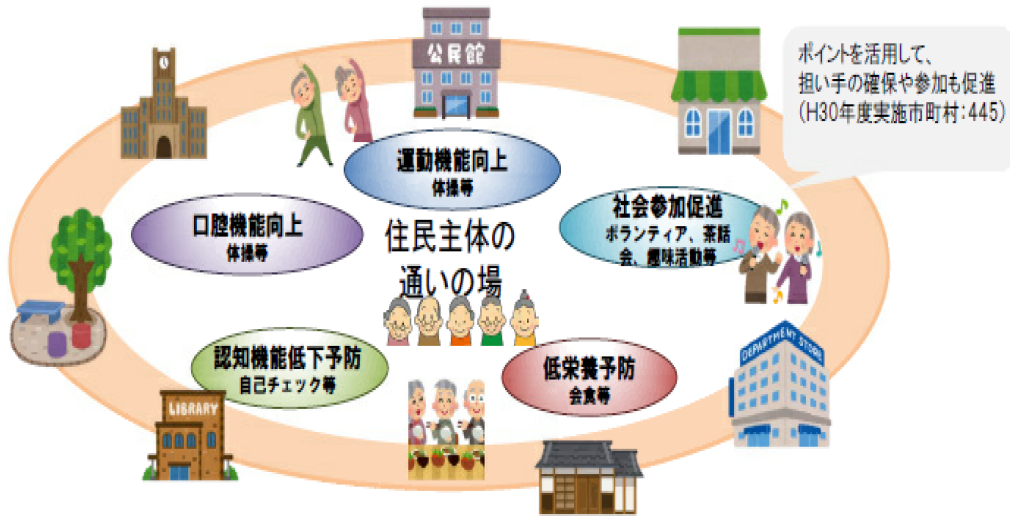 公民館
ポイントを活用して、
担い手の確保や参加も促進
(H30年度実施市町村:445)
運動機能向上
体操等
口腔機能向上
体操等
社会参加促進
ボランティア、茶話
会、趣味活動等
住民主体の
通いの場
認知機能低下予防
自己チェック等
低栄養予防
会食等
DEPARTMENT STORE
LIBRARY